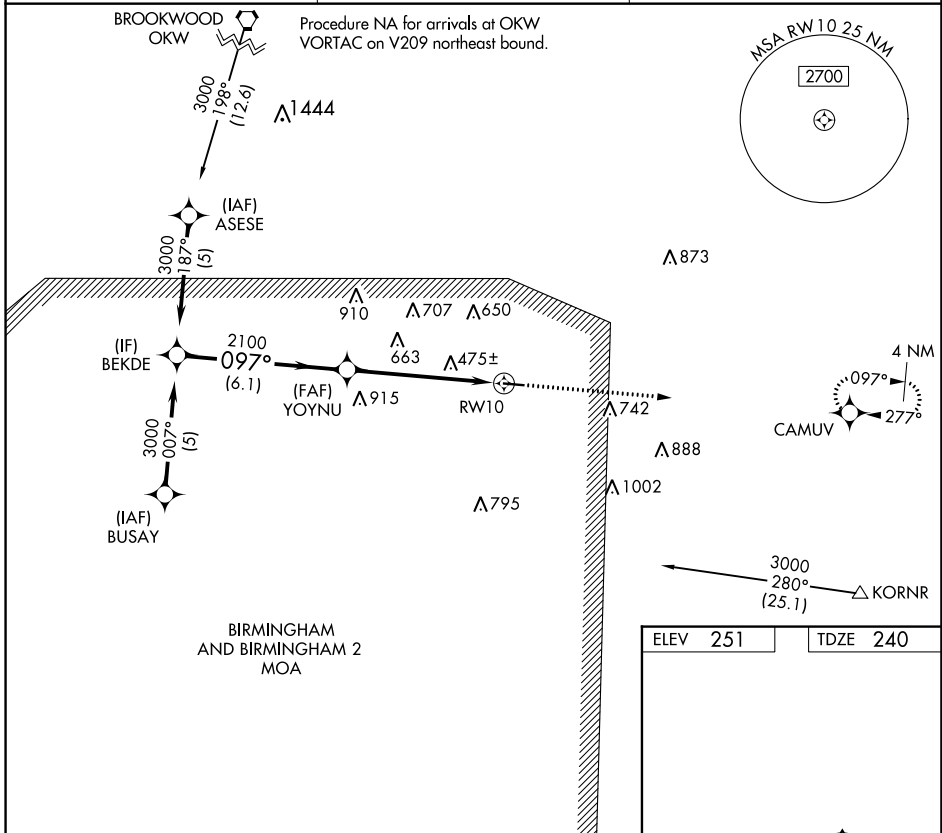 BROOKWOOD
OKW
Procedure NA for arrivals at OKW
VORTAC on V209 northeast bound.
MSA RW10 25 NM
2700
3000
198°
(12.6)
1444
(IAF)
ASESE
3000
187°
(5)
873
910
707
650
663
(IF)
BEKDE
2100
097°
(6.1)
475±
(FAF)
YOYNU
915
RW10
742
4 NM
097°
277°
CAMUV
3000
007°
(5)
888
1002
795
(IAF)
BUSAY
3000
280°
(25.1)
KORNR
BIRMINGHAM
AND BIRMINGHAM 2
MOA
ELEV 251
TDZE 240